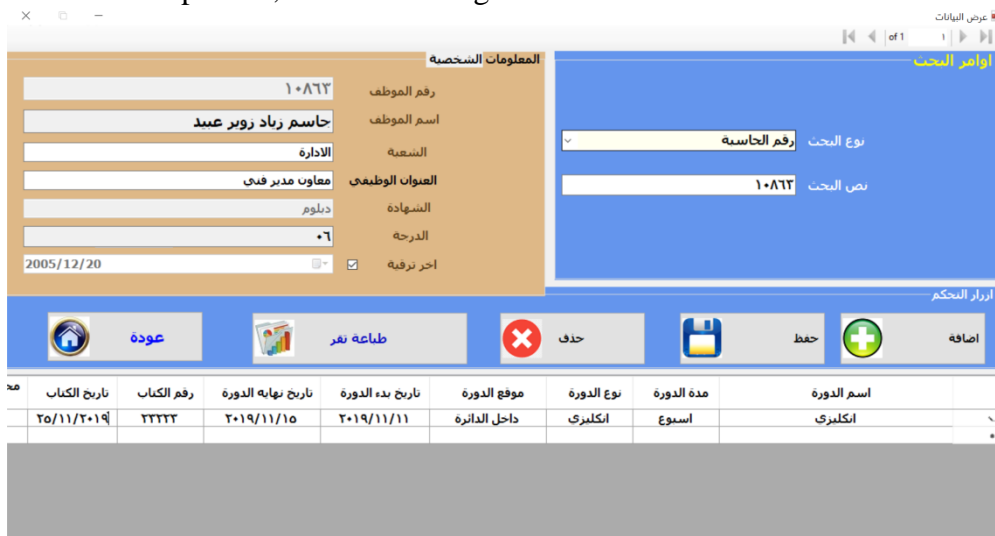 عرض البيانات
of 1
١
اوامر البحث
نوع البحث رقم الحاسبة
نص البحث ١٠٨٦٣
المعلومات الشخصية
رقم الموظف ١٠٨٦٣
اسم الموظف جاسم زياد زوير عبيد
الشعبة الادارة
العنوان الوظيفي معاون مدير فني
الشهادة دبلوم
الدرجة ٠٦
اخر ترقية 2005/12/20
ازرار التحكم
اضافة حفظ حذف طباعة تقر عودة
اسم الدورة مدة الدورة نوع الدورة موقع الدورة تاريخ بدء الدورة تاريخ نهايه الدورة رقم الكتاب تاريخ الكتاب
انكليزي اسبوع انكليزي داخل الدائرة ٢٠١٩/١١/١١ ٢٠١٩/١١/١٥ ٢٣٢٢٣ ٢٥/١١/٢٠١٩